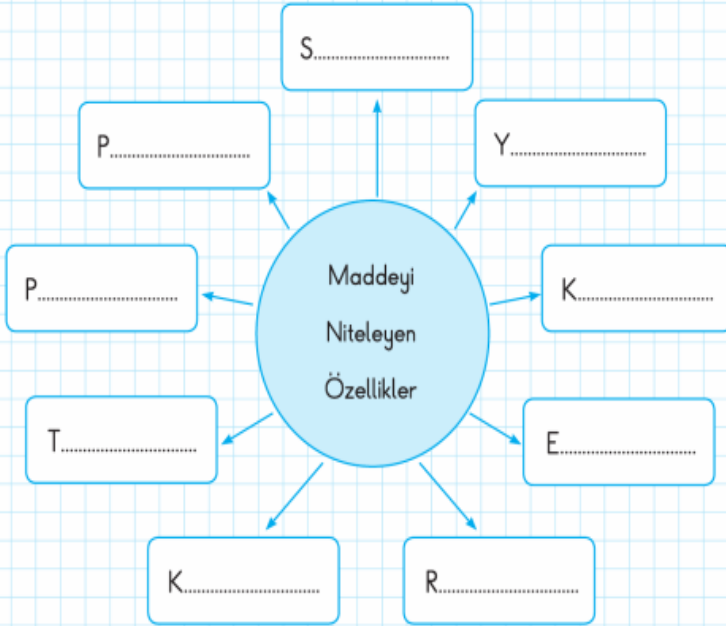 S..............................
P..............................
Y..............................
P..............................
Maddeyi
Niteleyen
Özellikler
K..............................
T..............................
E..............................
K..............................
R..............................